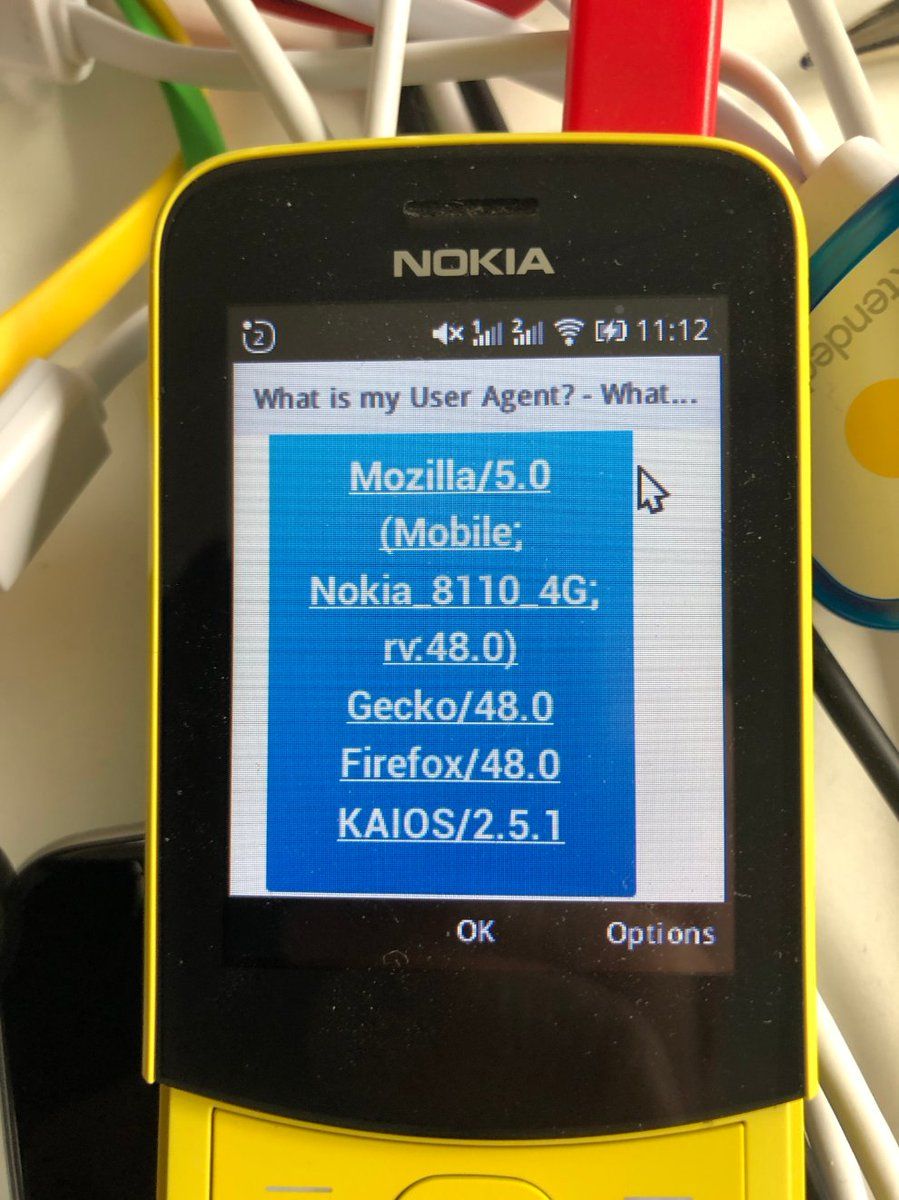 NOKIA
2 1 2 11:12
What is my User Agent? - What...
Mozilla/5.0
(Mobile;
Nokia_8110_4G;
rv:48.0)
Gecko/48.0
Firefox/48.0
KAIOS/2.5.1
OK Options